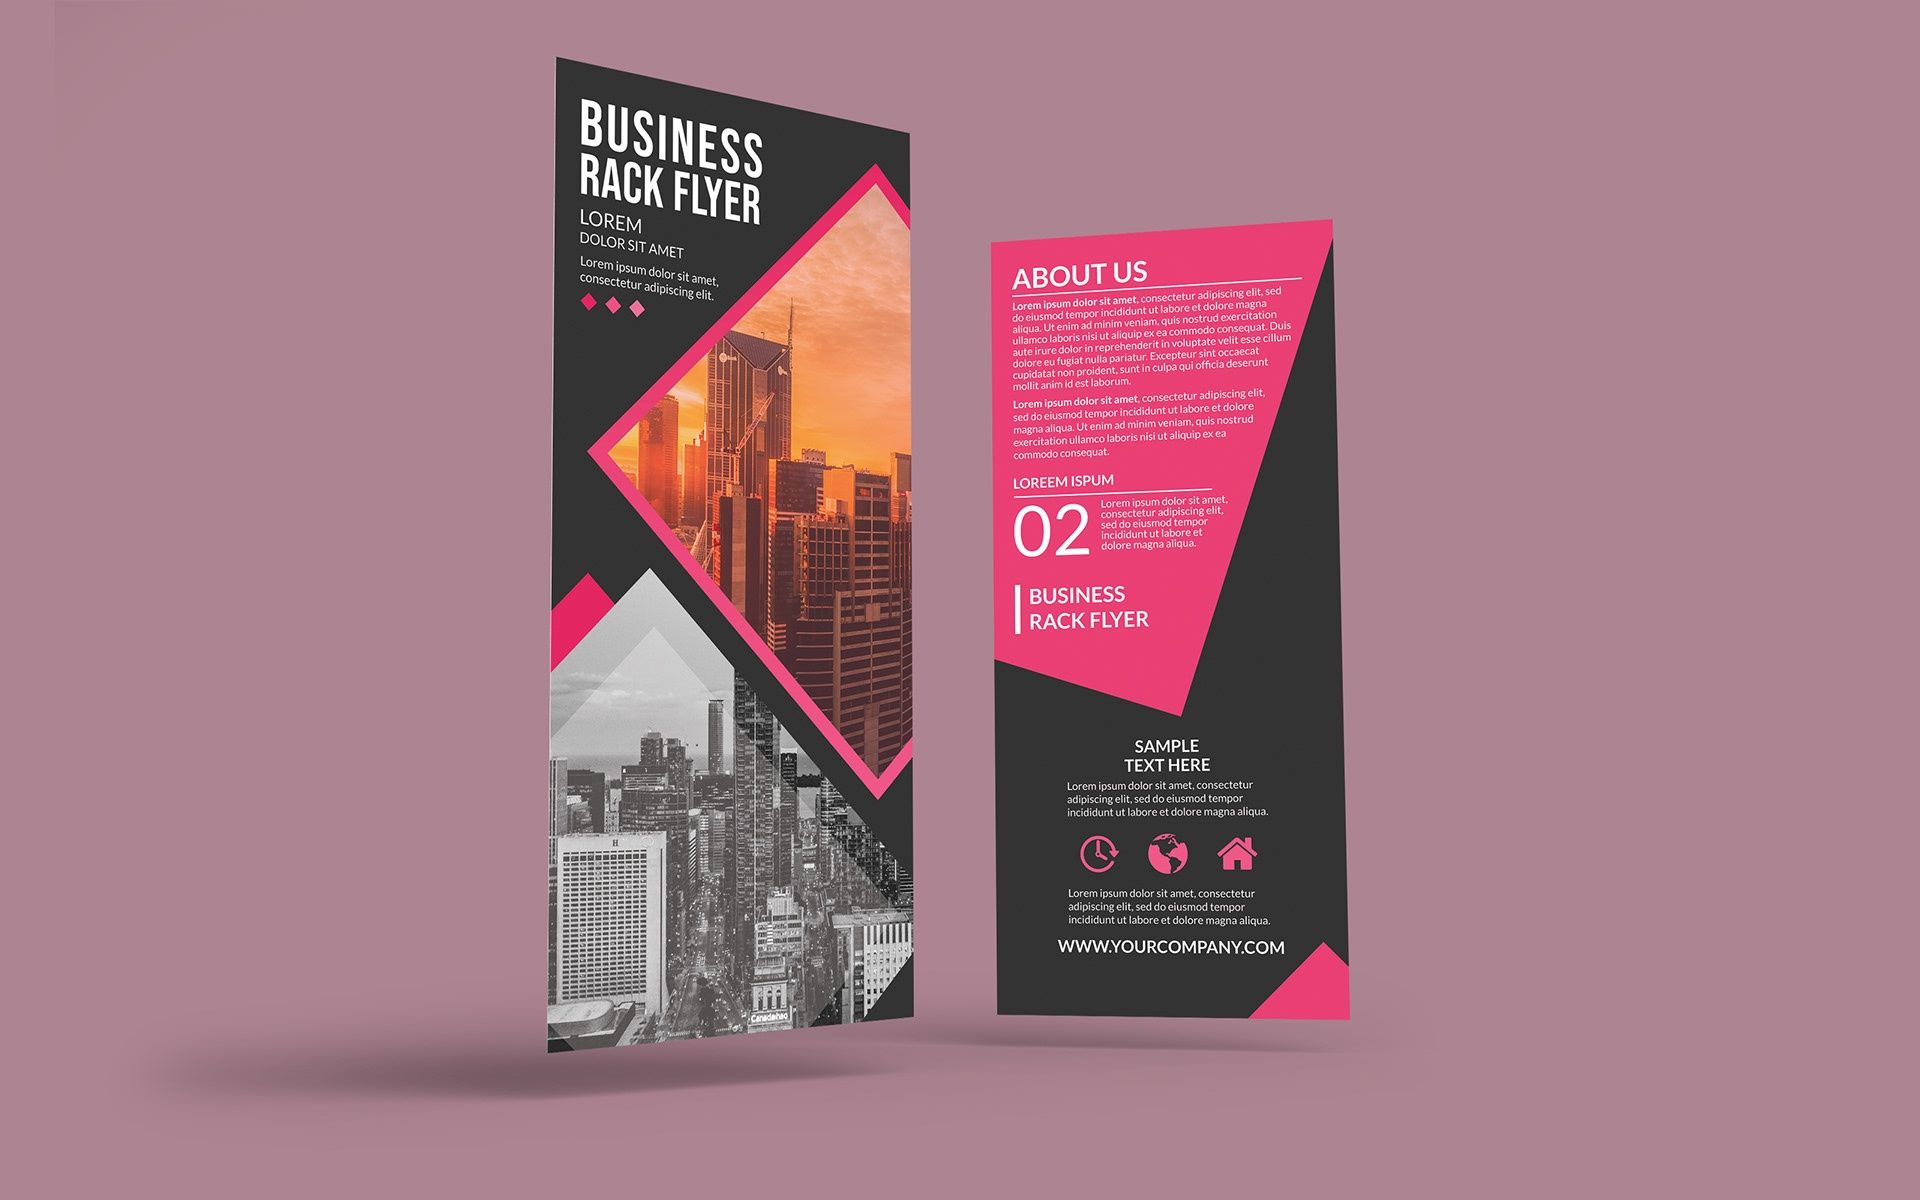 BUSINESS
RACK FLYER
LOREM
DOLOR SIT AMET
Lorem ipsum dolor sit amet,
consectetur adipiscing elit.
H
ABOUT US
Lorem ipsum dolor sit amet, consectetur adipiscing elit, sed
do eiusmod tempor incididunt ut labore et dolore magna
aliqua. Ut enim ad minim veniam, quis nostrud exercitation
ullamco laboris nisi ut aliquip ex ea commodo consequat. Duis
aute irure dolor in reprehenderit in voluptate velit esse cillum
dolore eu fugiat nulla pariatur. Excepteur sint occaecat
cupidatat non proident, sunt in culpa qui officia deserunt
mollit anim id est laborum.
Lorem ipsum dolor sit amet, consectetur adipiscing elit,
sed do eiusmod tempor incididunt ut labore et dolore
magna aliqua. Ut enim ad minim veniam, quis nostrud
exercitation ullamco laboris nisi ut aliquip ex ea
commodo consequat.
LOREEM ISPUM
02
Lorem ipsum dolor sit amet,
consectetur adipiscing elit,
sed do eiusmod tempor
incididunt ut labore et
dolore magna aliqua.
BUSINESS
RACK FLYER
SAMPLE
TEXT HERE
Lorem ipsum dolor sit amet, consectetur
adipiscing elit, sed do eiusmod tempor
incididunt ut labore et dolore magna aliqua.
Lorem ipsum dolor sit amet, consectetur
adipiscing elit, sed do eiusmod tempor
incididunt ut labore et dolore magna aliqua.
WWW.YOURCOMPANY.COM